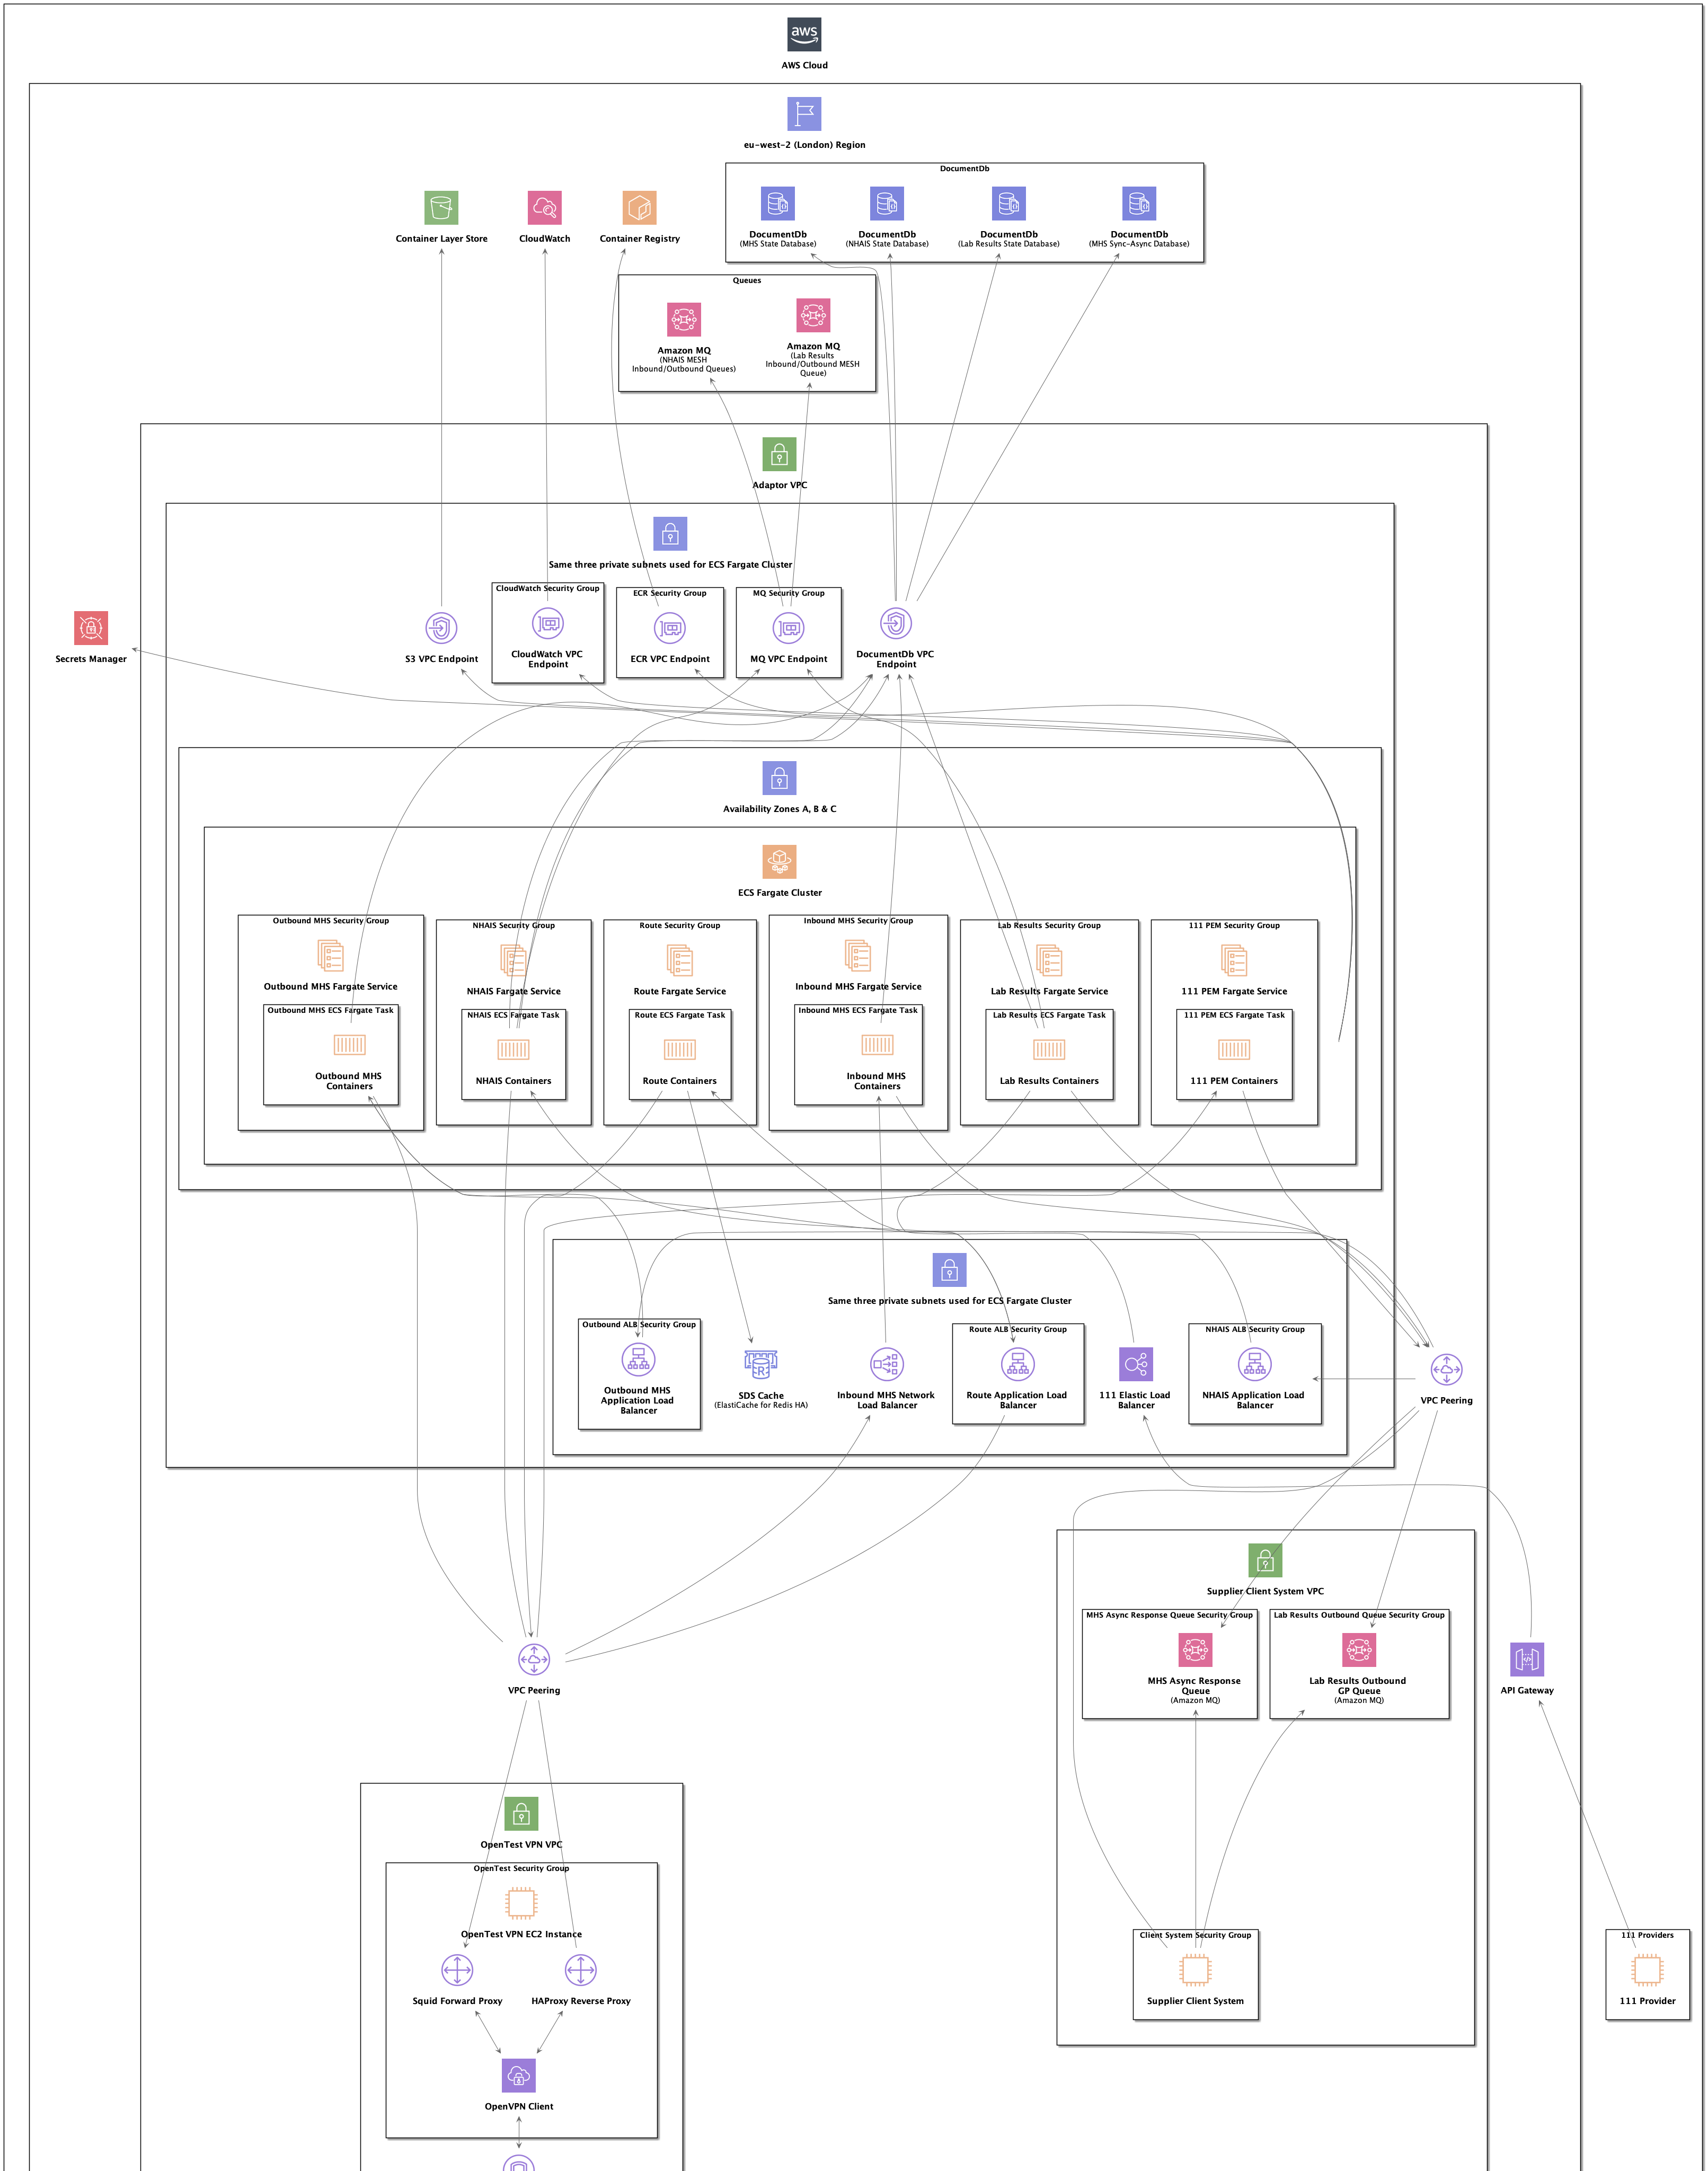 aws
AWS Cloud
eu-west-2 (London) Region
DocumentDb
DocumentDb
(MHS State Database)
DocumentDb
(NHAIS State Database)
DocumentDb
(Lab Results State Database)
DocumentDb
(MHS Sync-Async Database)
Container Layer Store
CloudWatch
Container Registry
Queues
Amazon MQ
(NHAIS MESH
Inbound/Outbound Queues)
Amazon MQ
(Lab Results
Inbound/Outbound MESH
Queue)
Adaptor VPC
Same three private subnets used for ECS Fargate Cluster
Secrets Manager
S3 VPC Endpoint
CloudWatch Security Group
CloudWatch VPC
Endpoint
ECR Security Group
ECR VPC Endpoint
MQ Security Group
MQ VPC Endpoint
DocumentDb VPC
Endpoint
Availability Zones A, B & C
ECS Fargate Cluster
Outbound MHS Security Group
Outbound MHS Fargate Service
Outbound MHS ECS Fargate Task
Outbound MHS
Containers
NHAIS Security Group
NHAIS Fargate Service
NHAIS ECS Fargate Task
NHAIS Containers
Route Security Group
Route Fargate Service
Route ECS Fargate Task
Route Containers
Inbound MHS Security Group
Inbound MHS Fargate Service
Inbound MHS ECS Fargate Task
Inbound MHS
Containers
Lab Results Security Group
Lab Results Fargate Service
Lab Results ECS Fargate Task
Lab Results Containers
111 PEM Security Group
111 PEM Fargate Service
111 PEM ECS Fargate Task
111 PEM Containers
Same three private subnets used for ECS Fargate Cluster
Outbound ALB Security Group
Outbound MHS
Application Load
Balancer
R
SDS Cache
(ElastiCache for Redis HA)
Inbound MHS Network
Load Balancer
Route ALB Security Group
Route Application Load
Balancer
111 Elastic Load
Balancer
NHAIS ALB Security Group
NHAIS Application Load
Balancer
VPC Peering
VPC Peering
Supplier Client System VPC
MHS Async Response Queue Security Group
MHS Async Response
Queue
(Amazon MQ)
Lab Results Outbound Queue Security Group
Lab Results Outbound
GP Queue
(Amazon MQ)
API Gateway
OpenTest VPN VPC
OpenTest Security Group
OpenTest VPN EC2 Instance
Squid Forward Proxy
HAProxy Reverse Proxy
OpenVPN Client
Client System Security Group
Supplier Client System
111 Providers
111 Provider